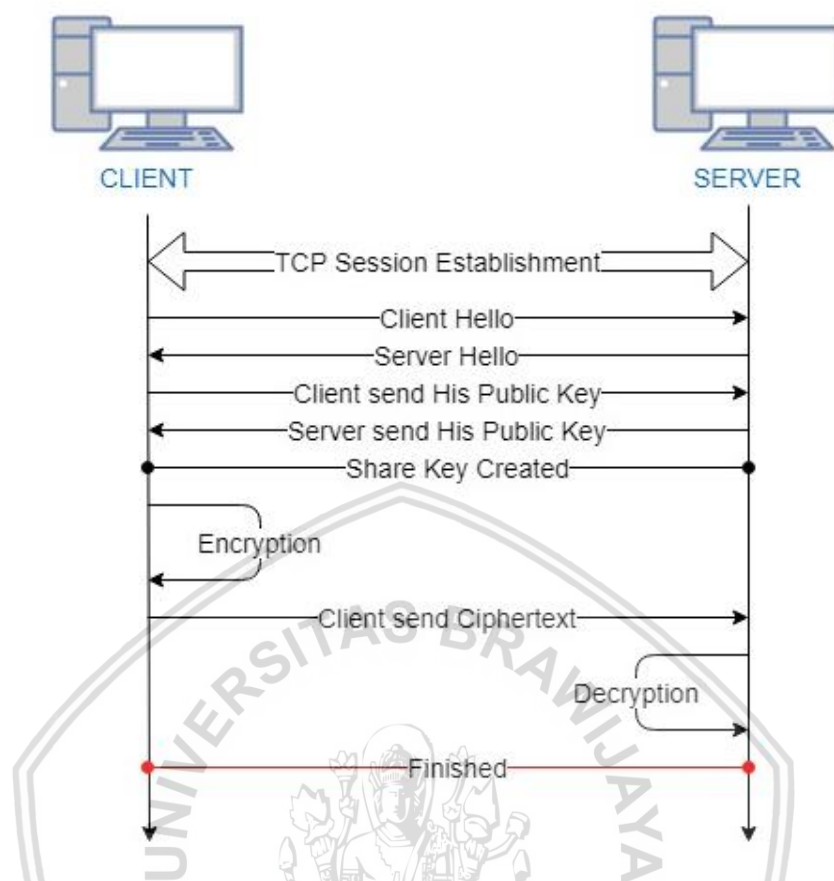 CLIENT
SERVER
TCP Session Establishment
Client Hello
Server Hello
Client send His Public Key
Server send His Public Key
Share Key Created
Encryption
Client send Ciphertext
Decryption
Finished
UNIVERSITAS BRAWIJAYA